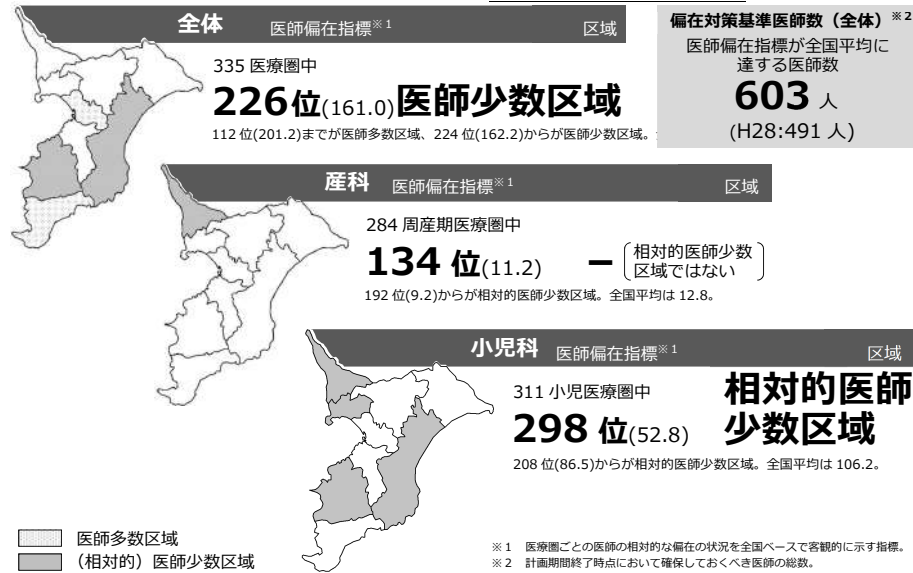 全体 医師偏在指標※1 区域
335 医療圏中
226位(161.0)医師少数区域
112 位(201.2)までが医師多数区域、224 位(162.2)からが医師少数区域。
偏在対策基準医師数（全体）※2
医師偏在指標が全国平均に
達する医師数
603 人
(H28:491 人)
産科 医師偏在指標※1 区域
284 周産期医療圏中
134 位(11.2) − 相対的医師少数
区域ではない
192 位(9.2)からが相対的医師少数区域。全国平均は 12.8。
小児科 医師偏在指標※1 区域
311 小児医療圏中
298 位(52.8) 相対的医師
少数区域
208 位(86.5)からが相対的医師少数区域。全国平均は 106.2。
医師多数区域
（相対的）医師少数区域
※1 医療圏ごとの医師の相対的な偏在の状況を全国ベースで客観的に示す指標。
※2 計画期間終了時点において確保しておくべき医師の総数。